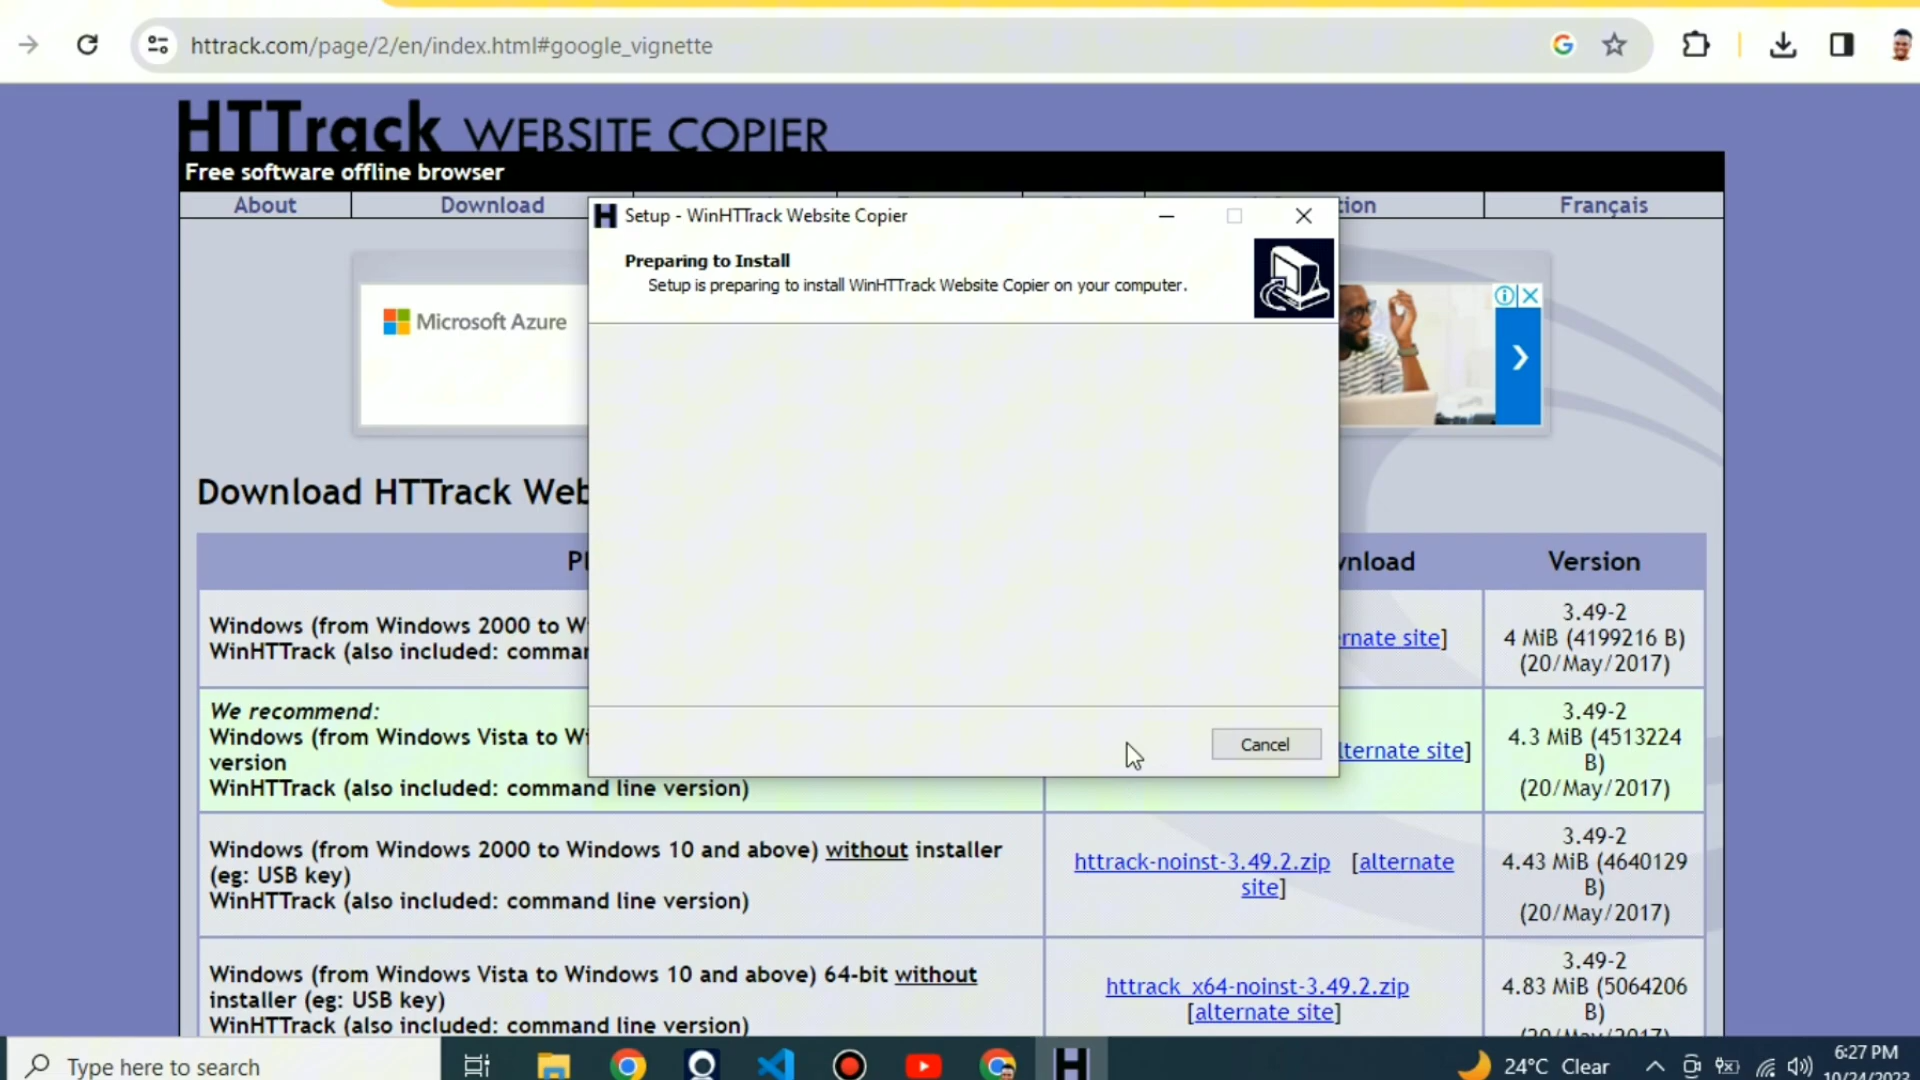 httrack.com/page/2/en/index.html#google_vignette
HTTrack WEBSITE COPIER
Free software offline browser
About
Download
Français
Setup - WinHTTrack Website Copier
Preparing to Install
Setup is preparing to install WinHTTrack Website Copier on your computer.
Microsoft Azure
Download HTTrack Web
Version
Windows (from Windows 2000 to W
WinHTTrack (also included: comman
rnate site]
3.49-2
4 MiB (4199216 B)
(20/May/2017)
We recommend:
Windows (from Windows Vista to Wi
version
WinHTTrack (also included: command line version)
lternate site]
3.49-2
4.3 MiB (4513224
B)
(20/May/2017)
Cancel
Windows (from Windows 2000 to Windows 10 and above) without installer
(eg: USB key)
WinHTTrack (also included: command line version)
httrack-noinst-3.49.2.zip [alternate
site]
3.49-2
4.43 MiB (4640129
B)
(20/May/2017)
Windows (from Windows Vista to Windows 10 and above) 64-bit without
installer (eg: USB key)
WinHTTrack (also included: command line version)
httrack_x64-noinst-3.49.2.zip
[alternate site]
3.49-2
4.83 MiB (5064206
B)
Type here to search
24°C Clear
6:27 PM